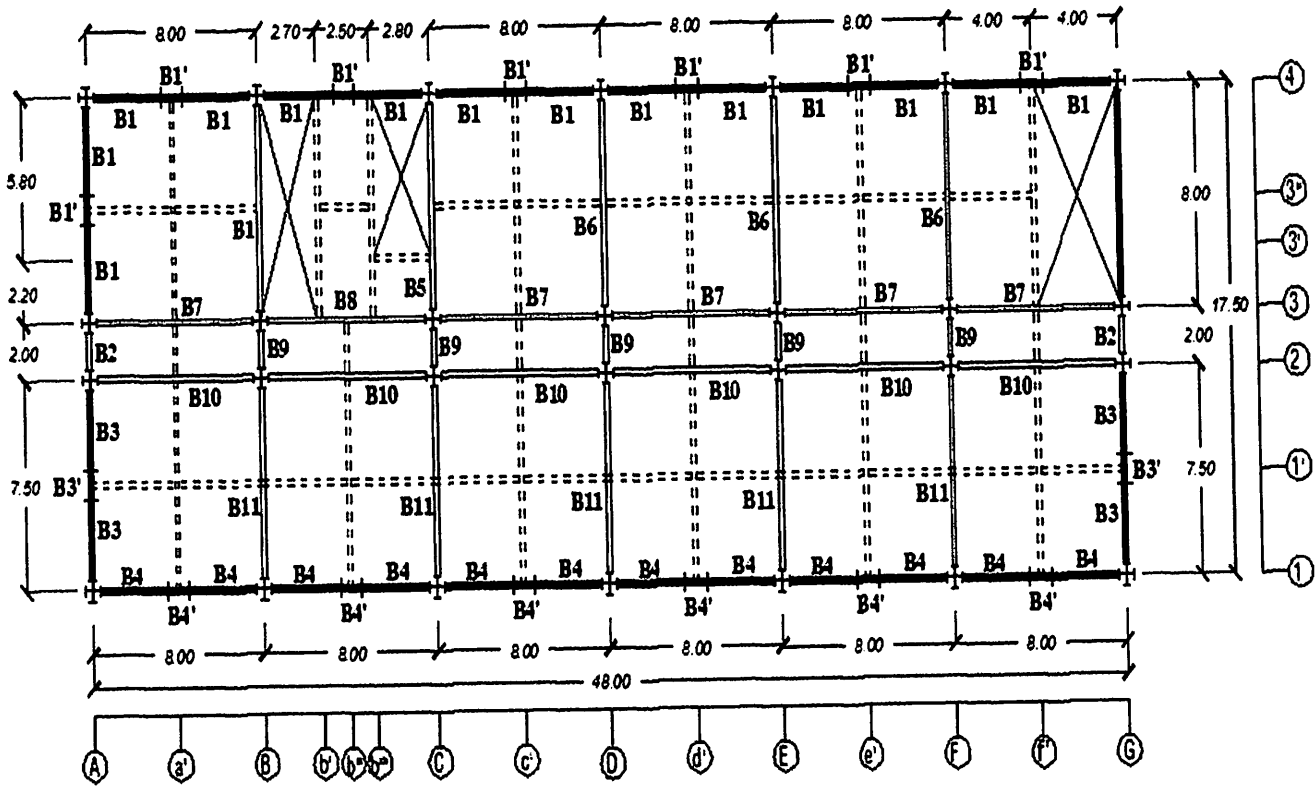 8.00 2.70 2.50 2.80 8.00 8.00 8.00 4.00 4.00
B1' B1' B1' B1' B1' B1' 4
B1 B1 B1 B1 B1 B1 B1 B1 B1 B1 B1 B1
B1
5.80 8.00 3"
B1' B1 B6 B6 B6
3'
B1 B5 17.50
2.20 B7 B8 B7 B7 B7 B7 3
2.00 B2 B9 B9 B9 B9 B9 B2 2.00
2
B10 B10 B10 B10 B10 B10
B3 B3
7.50 B3' B3' 7.50 1'
B11 B11 B11 B11 B11
B3 B3
B4 B4 B4 B4 B4 B4 B4 B4 B4 B4 B4 B4 1
B4' B4' B4' B4' B4' B4'
8.00 8.00 8.00 8.00 8.00 8.00
48.00
A a' B b' b" b"' C c' D d' E e' F f' G